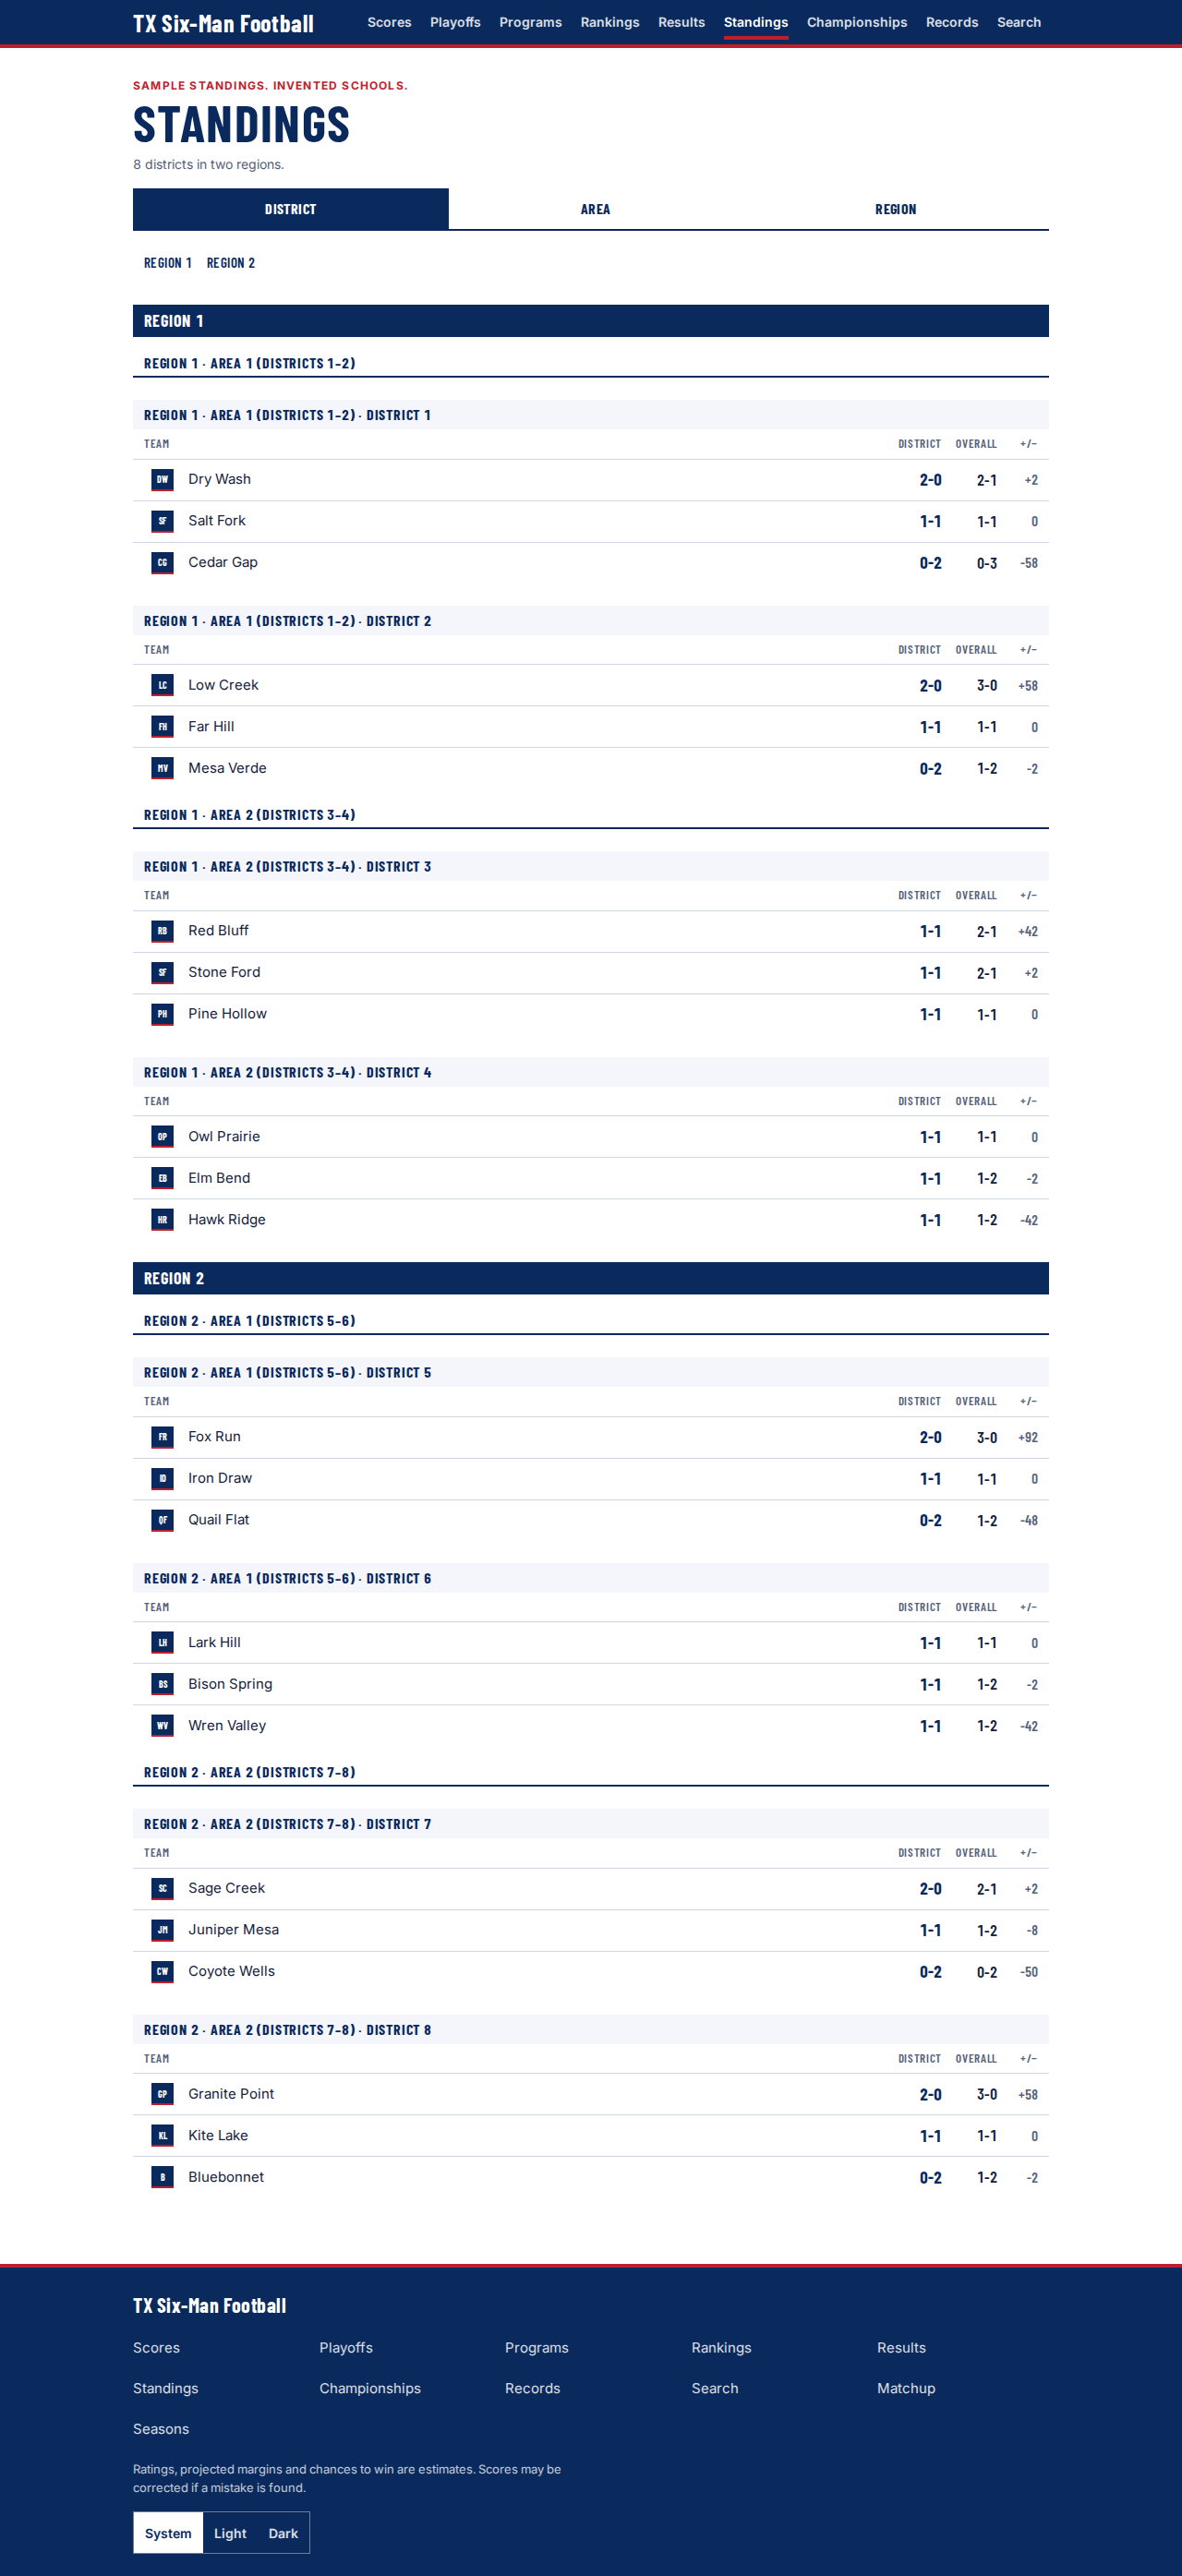 TX Six-Man Football
Scores Playoffs Programs Rankings Results Standings Championships Records Search
SAMPLE STANDINGS. INVENTED SCHOOLS.
STANDINGS
8 districts in two regions.
DISTRICT AREA REGION
REGION 1 REGION 2
REGION 1
REGION 1 · AREA 1 (DISTRICTS 1–2)
REGION 1 · AREA 1 (DISTRICTS 1–2) · DISTRICT 1
TEAM DISTRICT OVERALL +/−
DW Dry Wash 2-0 2-1 +2
SF Salt Fork 1-1 1-1 0
CG Cedar Gap 0-2 0-3 -58
REGION 1 · AREA 1 (DISTRICTS 1–2) · DISTRICT 2
TEAM DISTRICT OVERALL +/−
LC Low Creek 2-0 3-0 +58
FH Far Hill 1-1 1-1 0
MV Mesa Verde 0-2 1-2 -2
REGION 1 · AREA 2 (DISTRICTS 3–4)
REGION 1 · AREA 2 (DISTRICTS 3–4) · DISTRICT 3
TEAM DISTRICT OVERALL +/−
RB Red Bluff 1-1 2-1 +42
SF Stone Ford 1-1 2-1 +2
PH Pine Hollow 1-1 1-1 0
REGION 1 · AREA 2 (DISTRICTS 3–4) · DISTRICT 4
TEAM DISTRICT OVERALL +/−
OP Owl Prairie 1-1 1-1 0
EB Elm Bend 1-1 1-2 -2
HR Hawk Ridge 1-1 1-2 -42
REGION 2
REGION 2 · AREA 1 (DISTRICTS 5–6)
REGION 2 · AREA 1 (DISTRICTS 5–6) · DISTRICT 5
TEAM DISTRICT OVERALL +/−
FR Fox Run 2-0 3-0 +92
ID Iron Draw 1-1 1-1 0
QF Quail Flat 0-2 1-2 -48
REGION 2 · AREA 1 (DISTRICTS 5–6) · DISTRICT 6
TEAM DISTRICT OVERALL +/−
LH Lark Hill 1-1 1-1 0
BS Bison Spring 1-1 1-2 -2
WV Wren Valley 1-1 1-2 -42
REGION 2 · AREA 2 (DISTRICTS 7–8)
REGION 2 · AREA 2 (DISTRICTS 7–8) · DISTRICT 7
TEAM DISTRICT OVERALL +/−
SC Sage Creek 2-0 2-1 +2
JM Juniper Mesa 1-1 1-2 -8
CW Coyote Wells 0-2 0-2 -50
REGION 2 · AREA 2 (DISTRICTS 7–8) · DISTRICT 8
TEAM DISTRICT OVERALL +/−
GP Granite Point 2-0 3-0 +58
KL Kite Lake 1-1 1-1 0
B Bluebonnet 0-2 1-2 -2
TX Six-Man Football
Scores Playoffs Programs Rankings Results
Standings Championships Records Search Matchup
Seasons
Ratings, projected margins and chances to win are estimates. Scores may be
corrected if a mistake is found.
System Light Dark